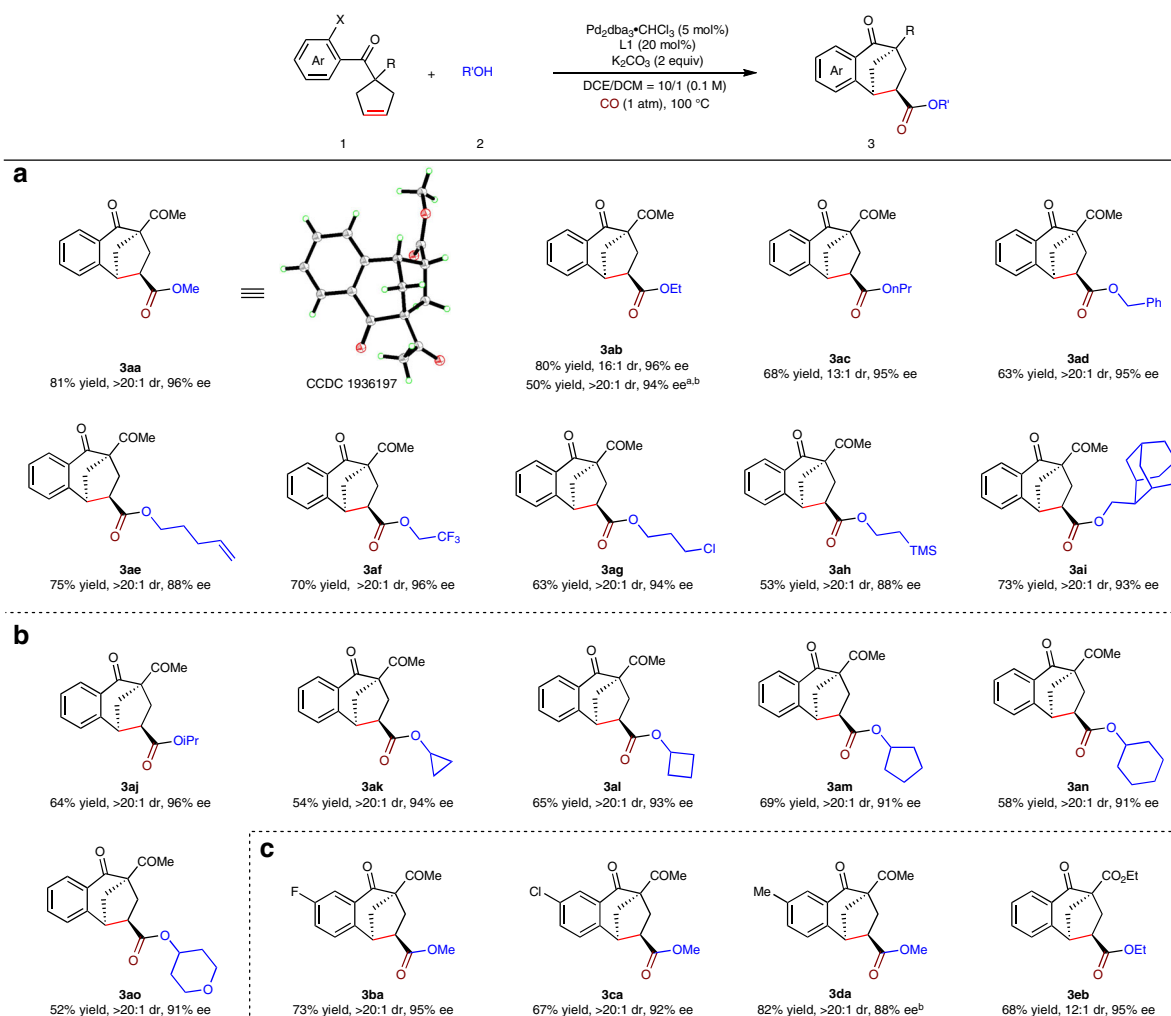 X
O
R
Ar
+
R'OH
Pd2dba3•CHCl3 (5 mol%)
L1 (20 mol%)
K2CO3 (2 equiv)
DCE/DCM = 10/1 (0.1 M)
CO (1 atm), 100 °C
O
R
Ar
OR'
O
1
2
3
a
O
COMe
OMe
O
3aa
81% yield, >20:1 dr, 96% ee
CCDC 1936197
O
COMe
OEt
O
3ab
80% yield, 16:1 dr, 96% ee
50% yield, >20:1 dr, 94% eea,b
O
COMe
OnPr
O
3ac
68% yield, 13:1 dr, 95% ee
O
COMe
O
Ph
O
3ad
63% yield, >20:1 dr, 95% ee
O
COMe
O
O
3ae
75% yield, >20:1 dr, 88% ee
O
COMe
O
CF3
O
3af
70% yield, >20:1 dr, 96% ee
O
COMe
O
Cl
O
3ag
63% yield, >20:1 dr, 94% ee
O
COMe
O
TMS
O
3ah
53% yield, >20:1 dr, 88% ee
O
COMe
O
O
3ai
73% yield, >20:1 dr, 93% ee
b
O
COMe
OiPr
O
3aj
64% yield, >20:1 dr, 96% ee
O
COMe
O
O
3ak
54% yield, >20:1 dr, 94% ee
O
COMe
O
O
3al
65% yield, >20:1 dr, 93% ee
O
COMe
O
O
3am
69% yield, >20:1 dr, 91% ee
O
COMe
O
O
3an
58% yield, >20:1 dr, 91% ee
O
COMe
O
O
O
3ao
52% yield, >20:1 dr, 91% ee
c
O
COMe
F
OMe
O
3ba
73% yield, >20:1 dr, 95% ee
O
COMe
Cl
OMe
O
3ca
67% yield, >20:1 dr, 92% ee
O
COMe
Me
OMe
O
3da
82% yield, >20:1 dr, 88% eeb
O
CO2Et
OEt
O
3eb
68% yield, 12:1 dr, 95% ee